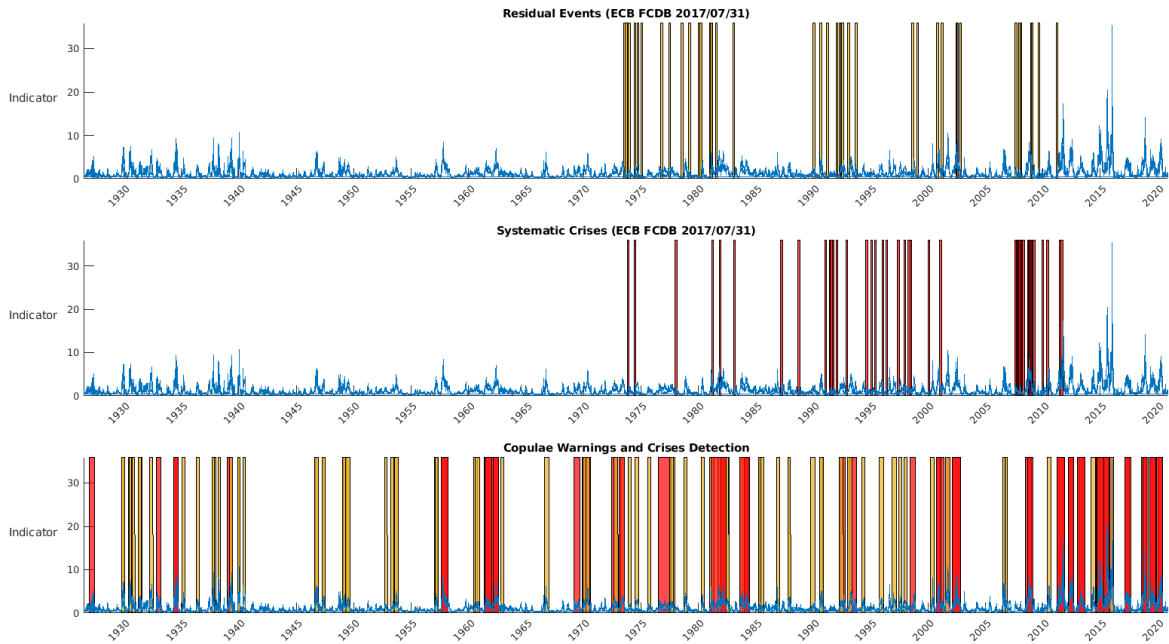 Residual Events (ECB FCDB 2017/07/31)
30
Indicator
20
10
0
1930 1935 1940 1945 1950 1955 1960 1965 1970 1975 1980 1985 1990 1995 2000 2005 2010 2015 2020
Systematic Crises (ECB FCDB 2017/07/31)
30
Indicator
20
10
0
1930 1935 1940 1945 1950 1955 1960 1965 1970 1975 1980 1985 1990 1995 2000 2005 2010 2015 2020
Copulae Warnings and Crises Detection
30
Indicator
20
10
0
1930 1935 1940 1945 1950 1955 1960 1965 1970 1975 1980 1985 1990 1995 2000 2005 2010 2015 2020